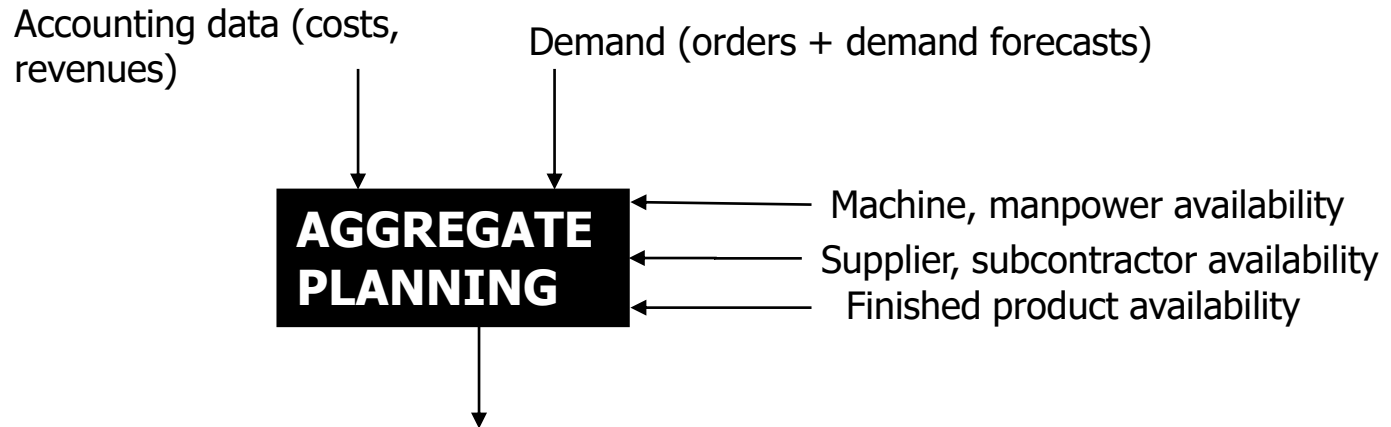 Accounting data (costs,
revenues)
Demand (orders + demand forecasts)
AGGREGATE
PLANNING
Machine, manpower availability
Supplier, subcontractor availability
Finished product availability